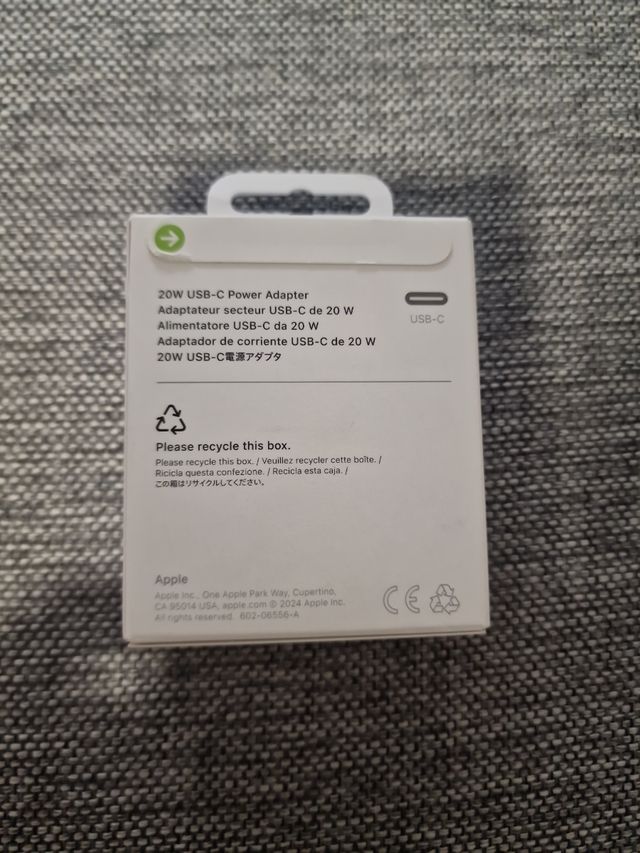 20W USB-C Power Adapter
Adaptateur secteur USB-C de 20 W
Alimentatore USB-C da 20 W
Adaptador de corriente USB-C de 20 W
20W USB-C電源アダプタ
USB-C
Please recycle this box.
Please recycle this box. / Veuillez recycler cette boîte. /
Ricicla questa confezione. / Recicla esta caja. /
この箱はリサイクルしてください。
Apple
Apple Inc., One Apple Park Way, Cupertino,
CA 95014 USA, apple.com © 2024 Apple Inc.
All rights reserved. 602-06556-A
CE